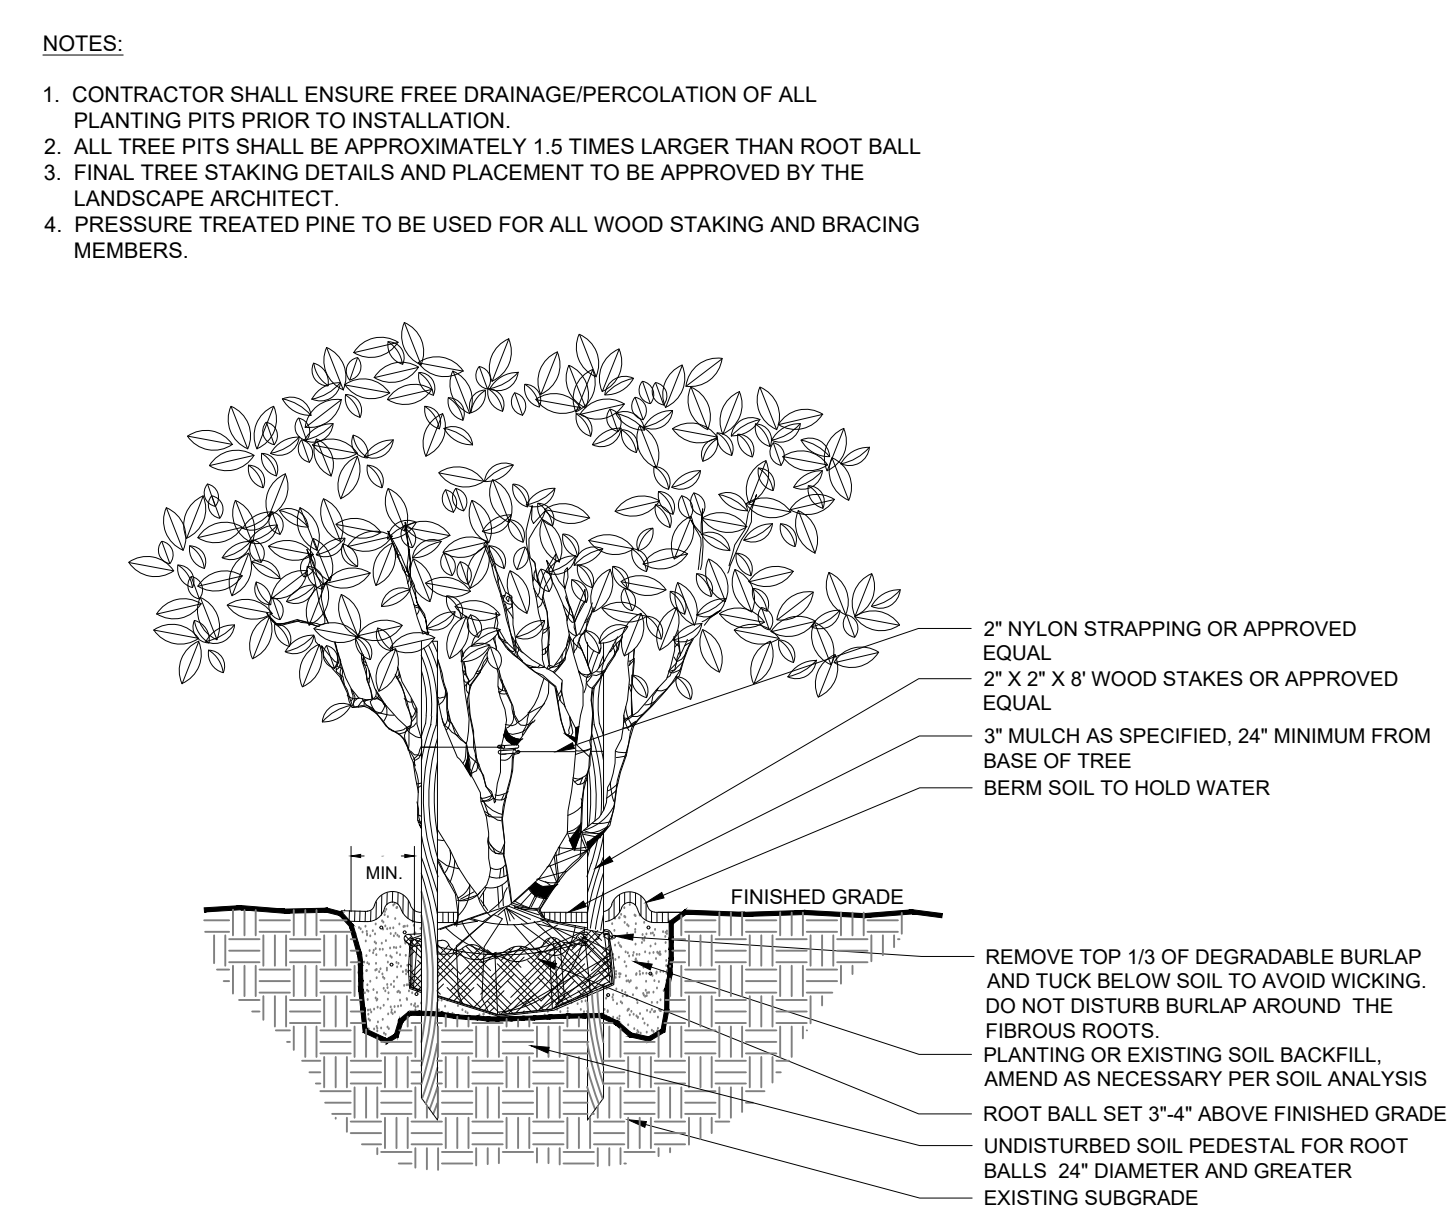 NOTES:
1. CONTRACTOR SHALL ENSURE FREE DRAINAGE/PERCOLATION OF ALL
PLANTING PITS PRIOR TO INSTALLATION.
2. ALL TREE PITS SHALL BE APPROXIMATELY 1.5 TIMES LARGER THAN ROOT BALL
3. FINAL TREE STAKING DETAILS AND PLACEMENT TO BE APPROVED BY THE
LANDSCAPE ARCHITECT.
4. PRESSURE TREATED PINE TO BE USED FOR ALL WOOD STAKING AND BRACING
MEMBERS.
2" NYLON STRAPPING OR APPROVED
EQUAL
2" X 2" X 8' WOOD STAKES OR APPROVED
EQUAL
3" MULCH AS SPECIFIED, 24" MINIMUM FROM
BASE OF TREE
BERM SOIL TO HOLD WATER
MIN.
FINISHED GRADE
REMOVE TOP 1/3 OF DEGRADABLE BURLAP
AND TUCK BELOW SOIL TO AVOID WICKING.
DO NOT DISTURB BURLAP AROUND THE
FIBROUS ROOTS.
PLANTING OR EXISTING SOIL BACKFILL,
AMEND AS NECESSARY PER SOIL ANALYSIS
ROOT BALL SET 3"-4" ABOVE FINISHED GRADE
UNDISTURBED SOIL PEDESTAL FOR ROOT
BALLS 24" DIAMETER AND GREATER
EXISTING SUBGRADE